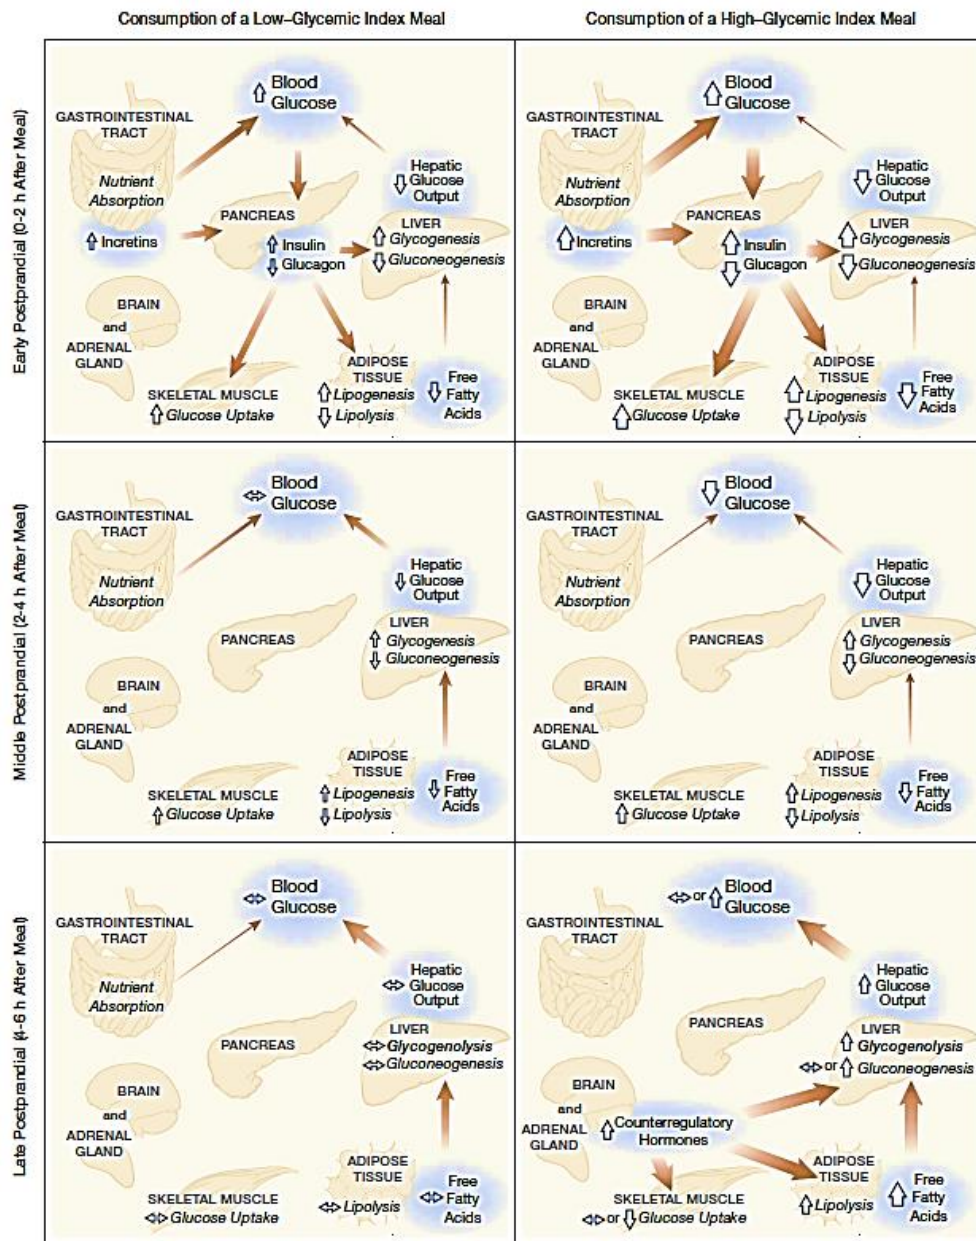 Consumption of a Low–Glycemic Index Meal
Consumption of a High–Glycemic Index Meal
Early Postprandial (0-2 h After Meal)
Blood
Glucose
GASTROINTESTINAL
TRACT
Nutrient
Absorption
Hepatic
Glucose
Output
PANCREAS
LIVER
Glycogenesis
Gluconeogenesis
Incretins
Insulin
Glucagon
BRAIN
and
ADRENAL
GLAND
ADIPOSE
TISSUE
Lipogenesis
Lipolysis
SKELETAL MUSCLE
Glucose Uptake
Free
Fatty
Acids
Blood
Glucose
GASTROINTESTINAL
TRACT
Nutrient
Absorption
Hepatic
Glucose
Output
PANCREAS
LIVER
Glycogenesis
Gluconeogenesis
Incretins
Insulin
Glucagon
BRAIN
and
ADRENAL
GLAND
ADIPOSE
TISSUE
Lipogenesis
Lipolysis
SKELETAL MUSCLE
Glucose Uptake
Free
Fatty
Acids
Middle Postprandial (2-4 h After Meal)
Blood
Glucose
GASTROINTESTINAL
TRACT
Nutrient
Absorption
Hepatic
Glucose
Output
PANCREAS
LIVER
Glycogenesis
Gluconeogenesis
BRAIN
and
ADRENAL
GLAND
ADIPOSE
TISSUE
Lipogenesis
Lipolysis
SKELETAL MUSCLE
Glucose Uptake
Free
Fatty
Acids
Blood
Glucose
GASTROINTESTINAL
TRACT
Nutrient
Absorption
Hepatic
Glucose
Output
PANCREAS
LIVER
Glycogenesis
Gluconeogenesis
BRAIN
and
ADRENAL
GLAND
ADIPOSE
TISSUE
Lipogenesis
Lipolysis
SKELETAL MUSCLE
Glucose Uptake
Free
Fatty
Acids
Late Postprandial (4-6 h After Meal)
Blood
Glucose
GASTROINTESTINAL
TRACT
Nutrient
Absorption
Hepatic
Glucose
Output
PANCREAS
LIVER
Glycogenolysis
Gluconeogenesis
BRAIN
and
ADRENAL
GLAND
ADIPOSE
TISSUE
Lipolysis
SKELETAL MUSCLE
Glucose Uptake
Free
Fatty
Acids
or Blood
Glucose
GASTROINTESTINAL
TRACT
Hepatic
Glucose
Output
PANCREAS
LIVER
Glycogenolysis
or Gluconeogenesis
BRAIN
and
ADRENAL
GLAND
Counterregulatory
Hormones
ADIPOSE
TISSUE
Lipolysis
SKELETAL MUSCLE
or Glucose Uptake
Free
Fatty
Acids